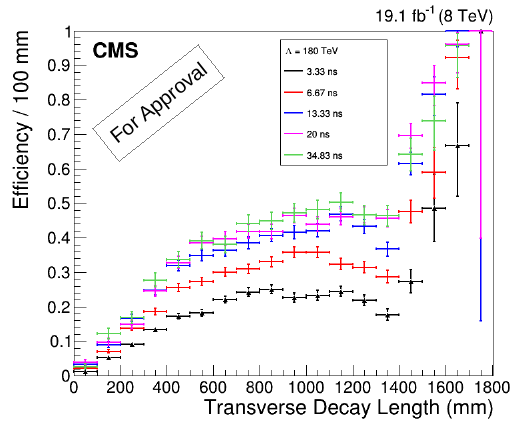 19.1 fb⁻¹ (8 TeV)
CMS
For Approval
Λ = 180 TeV
3.33 ns
6.67 ns
13.33 ns
20 ns
34.83 ns
Efficiency / 100 mm
1
0.9
0.8
0.7
0.6
0.5
0.4
0.3
0.2
0.1
0
0 200 400 600 800 1000 1200 1400 1600 1800
Transverse Decay Length (mm)